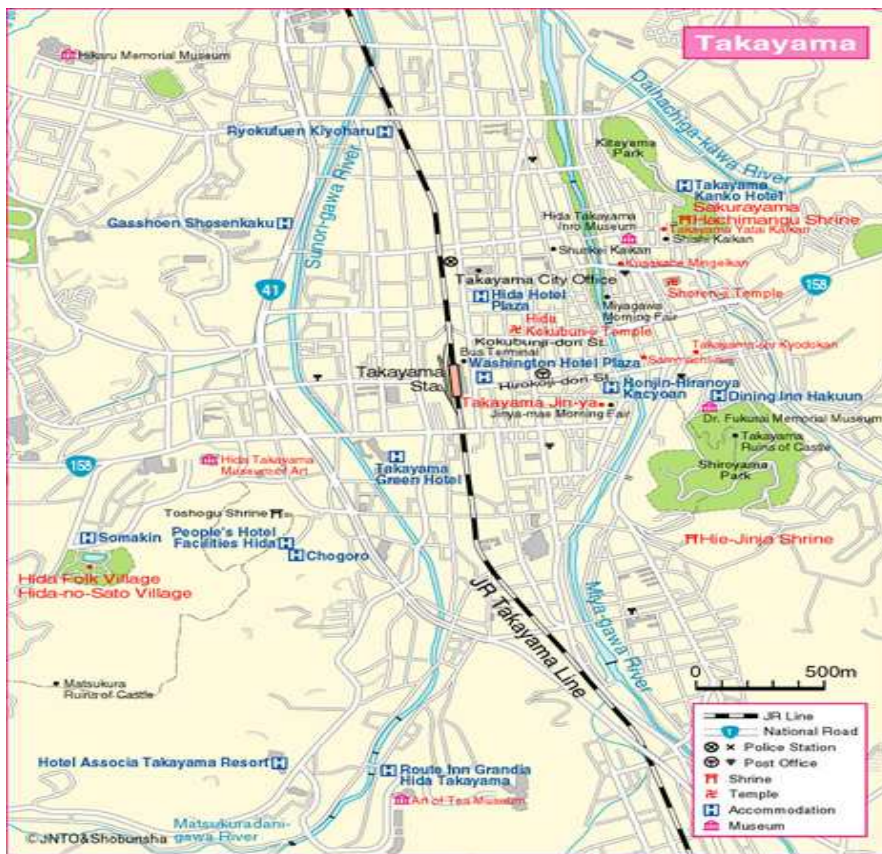 Takayama
Hikaru Memorial Museum
Daihachiga-kawa River
Ryokufuen Kiyoharu
Kitayama
Park
Sunori-gawa River
Takayama
Kanko Hotel
Sakurayama
Hachimangu Shrine
Gasshoen Shosenkaku
Hida Takayama
Inro Museum
Takayama Yatai Kaikan
Shishi Kaikan
Shunkei Kaikan
Kusakabe Mingeikan
41
Takayama City Office
158
Hida Hotel
Plaza
Miyagawa
Morning Fair
Shoren-ji Temple
Hida
Kokubun-ji Temple
Kokubunji-dori St.
Takayama-shi Kyodokan
Bus Terminal
Washington Hotel Plaza
Takayama
Sta.
Hirokoji-dori St.
Honjin-Hiranoya
Kacyoan
Dining Inn Hakuun
Takayama Jin-ya
Jinya-mae Morning Fair
Dr. Fukurai Memorial Museum
Takayama
Ruins of Castle
Shiroyama
Park
158
Hida Takayama
Museum of Art
Takayama
Green Hotel
Toshogu Shrine
Somakin
People's Hotel
Facilities Hida
Chogoro
Hie-Jinja Shrine
Hida Folk Village
Hida-no-Sato Village
JR Takayama Line
Miya-gawa River
Matsukura
Ruins of Castle
0 500m
JR Line
1 National Road
Police Station
Post Office
Shrine
Temple
Accommodation
Museum
Hotel Associa Takayama Resort
Route Inn Grandia
Hida Takayama
Art of Tea Museum
Matsukuradani-
gawa River
©JNTO&Shobunsha